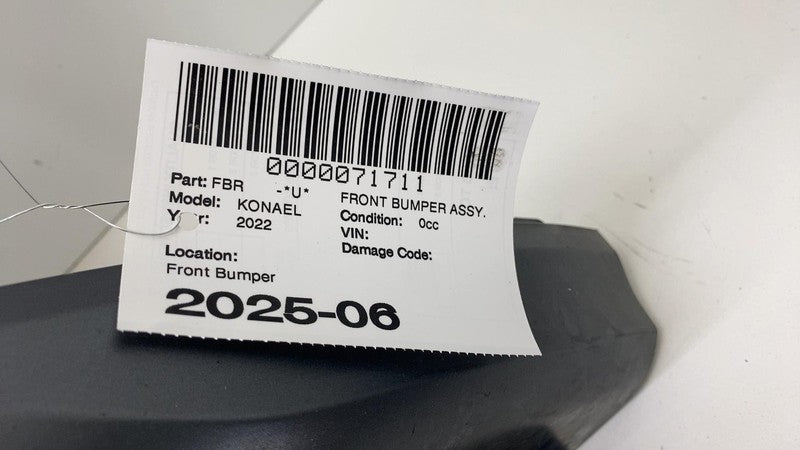 0000071711
Part: FBR -*U* FRONT BUMPER ASSY.
Model: KONAEL Condition: 0cc
Year: 2022 VIN:
Damage Code:
Location:
Front Bumper
2025-06